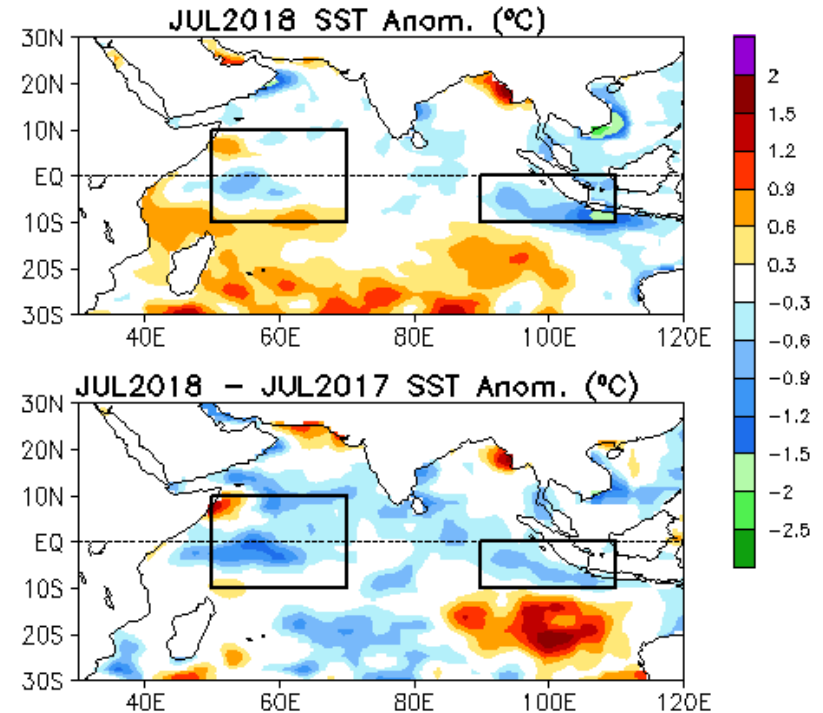 JUL2018 SST Anom. (ºC)
30N
20N
10N
EQ
10S
20S
30S
40E 60E 80E 100E 120E
JUL2018 – JUL2017 SST Anom. (ºC)
30N
20N
10N
EQ
10S
20S
30S
40E 60E 80E 100E 120E
2
1.5
1.2
0.9
0.6
0.3
-0.3
-0.6
-0.9
-1.2
-1.5
-2
-2.5